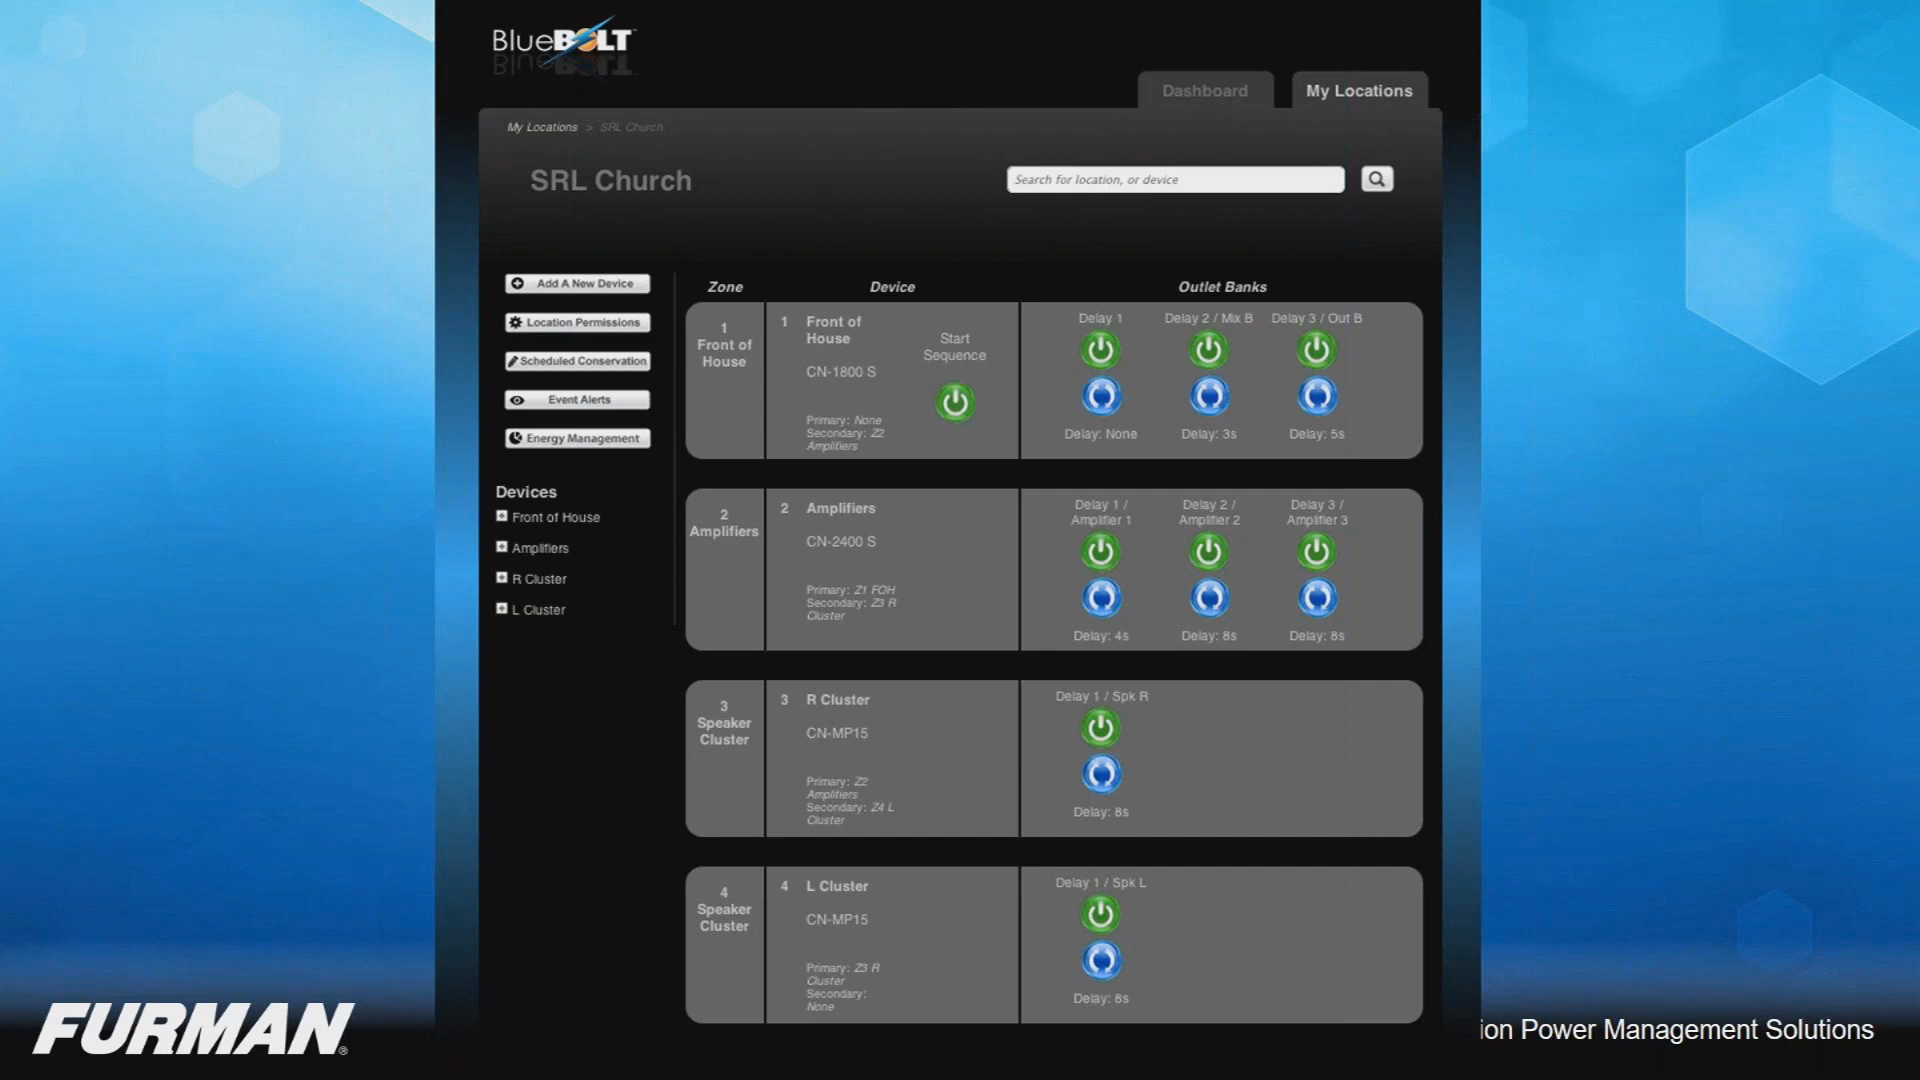 BlueBOLT™
Dashboard
My Locations
My Locations > SRL Church
SRL Church
Search for location, or device
Add A New Device
Location Permissions
Scheduled Conservation
Event Alerts
Energy Management
Devices
Front of House
Amplifiers
R Cluster
L Cluster
Zone
Device
Outlet Banks
1
Front of
House
1
Front of
House
CN-1800 S
Primary: None
Secondary: Z2
Amplifiers
Start
Sequence
Delay 1
Delay: None
Delay 2 / Mix B
Delay: 3s
Delay 3 / Out B
Delay: 5s
2
Amplifiers
2
Amplifiers
CN-2400 S
Primary: Z1 FOH
Secondary: Z3 R
Cluster
Delay 1 /
Amplifier 1
Delay: 4s
Delay 2 /
Amplifier 2
Delay: 8s
Delay 3 /
Amplifier 3
Delay: 8s
3
Speaker
Cluster
3
R Cluster
CN-MP15
Primary: Z2
Amplifiers
Secondary: Z4 L
Cluster
Delay 1 / Spk R
Delay: 8s
4
Speaker
Cluster
4
L Cluster
CN-MP15
Primary: Z3 R
Cluster
Secondary:
None
Delay 1 / Spk L
Delay: 8s
FURMAN®
ion Power Management Solutions